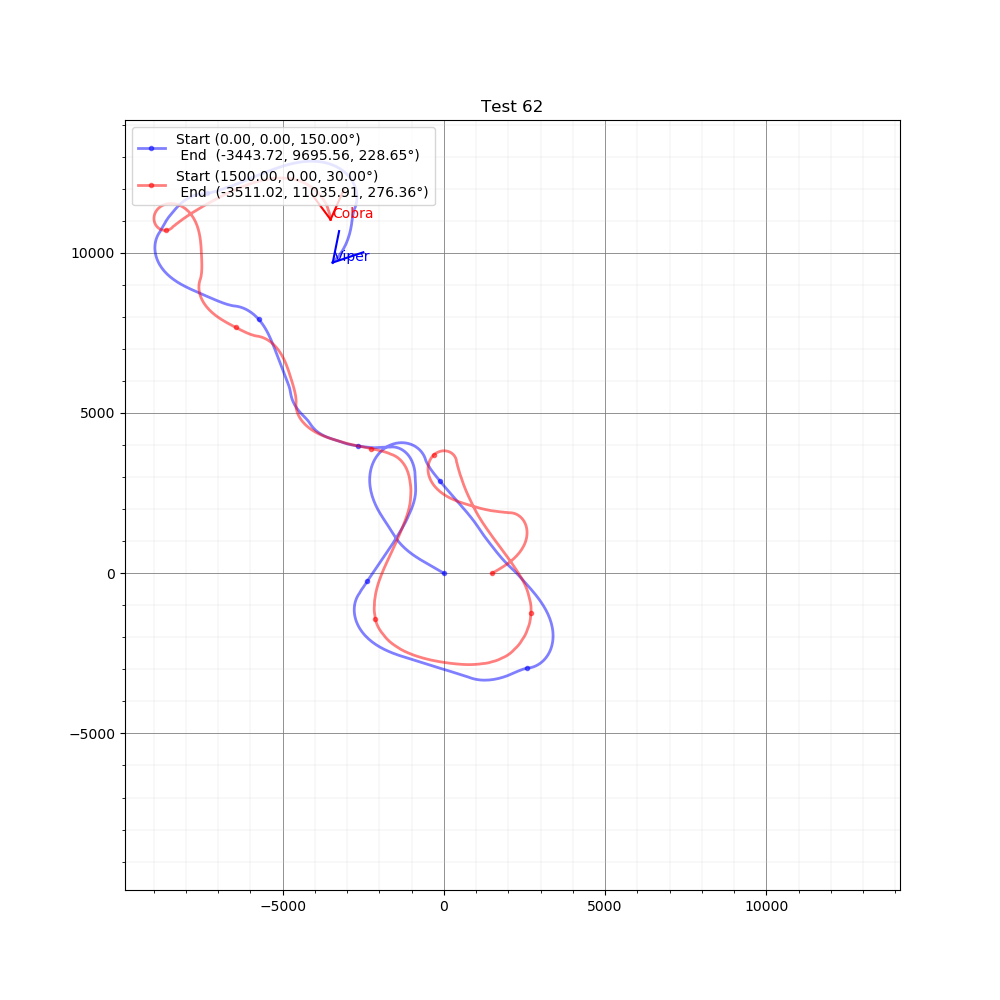 Test 62
Start (0.00, 0.00, 150.00°)
End (-3443.72, 9695.56, 228.65°)
Start (1500.00, 0.00, 30.00°)
End (-3511.02, 11035.91, 276.36°)
Cobra
Viper
10000
5000
0
−5000
−5000
0
5000
10000